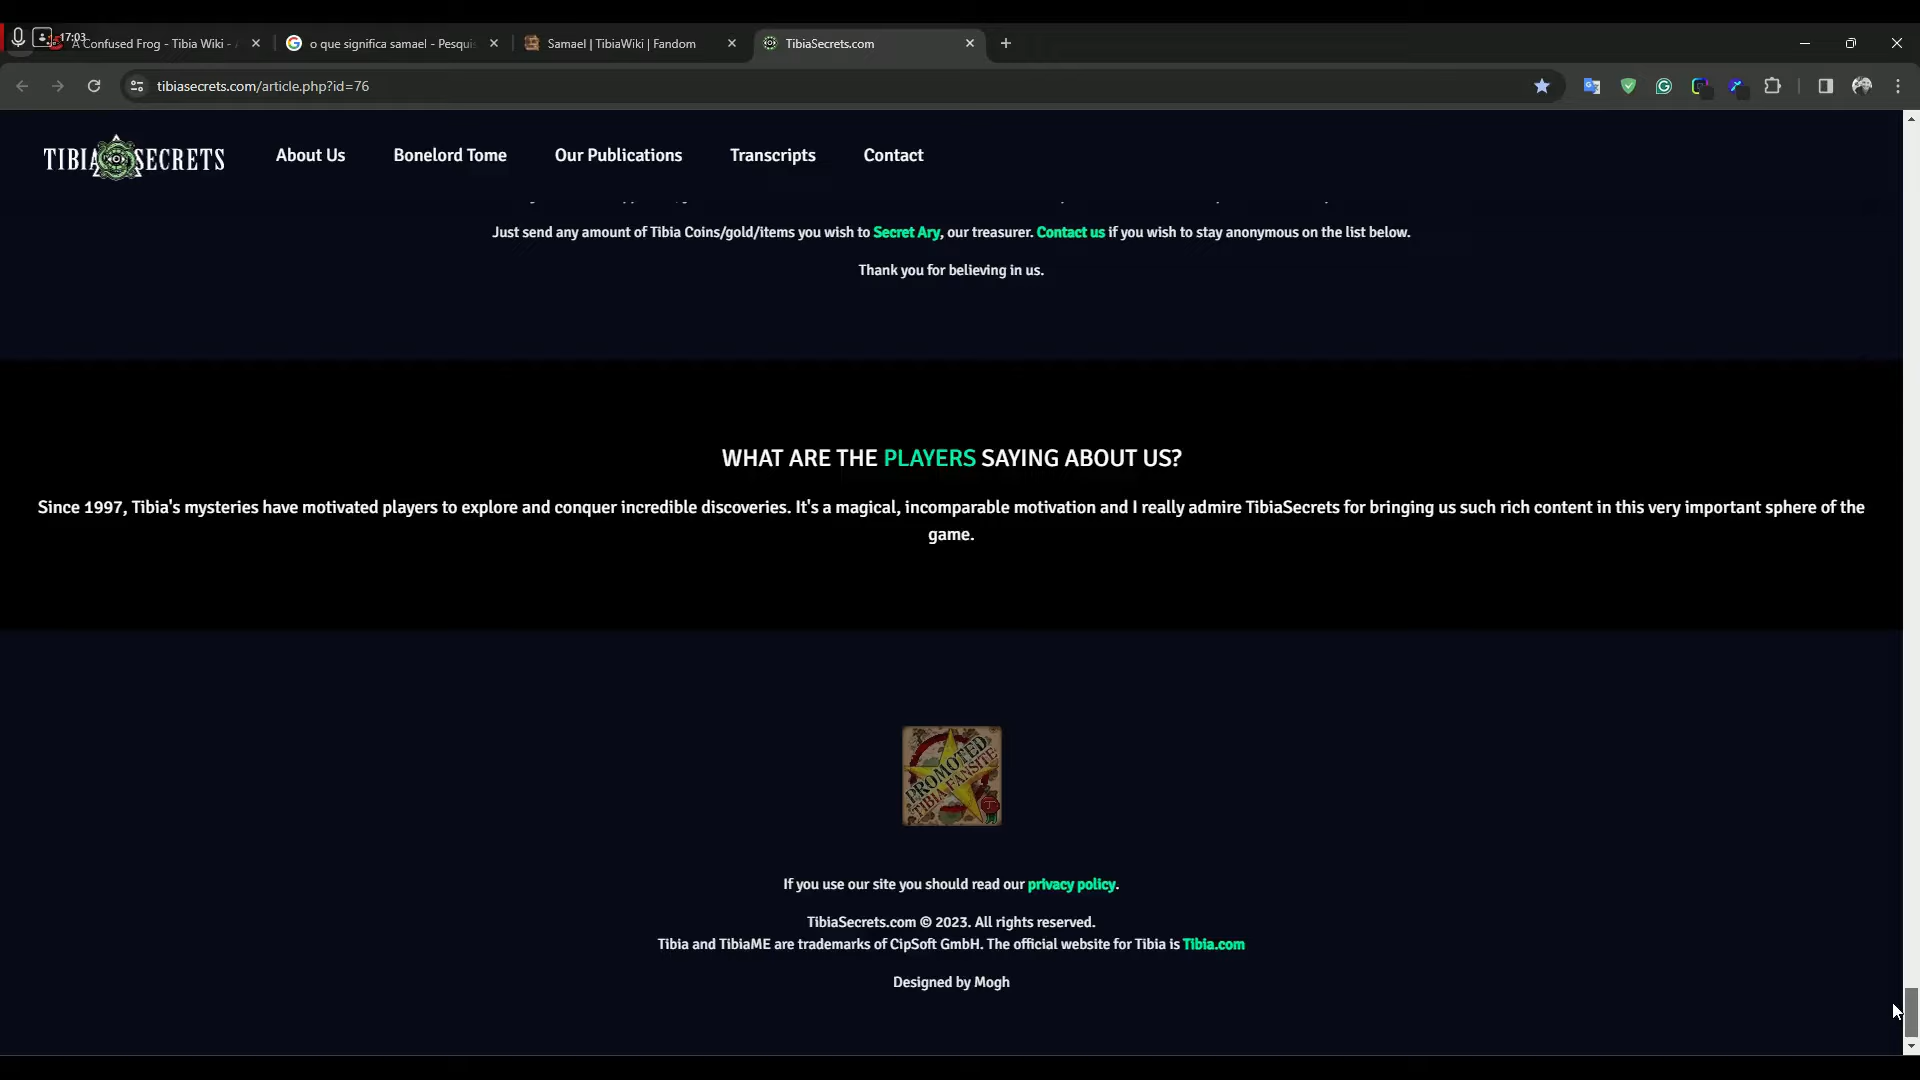 17:03
A Confused Frog - Tibia Wiki -
o que significa samael - Pesqui
Samael | TibiaWiki | Fandom
TibiaSecrets.com
tibiasecrets.com/article.php?id=76
TIBIA SECRETS
About Us
Bonelord Tome
Our Publications
Transcripts
Contact
Just send any amount of Tibia Coins/gold/items you wish to Secret Ary, our treasurer. Contact us if you wish to stay anonymous on the list below.
Thank you for believing in us.
WHAT ARE THE PLAYERS SAYING ABOUT US?
Since 1997, Tibia's mysteries have motivated players to explore and conquer incredible discoveries. It's a magical, incomparable motivation and I really admire TibiaSecrets for bringing us such rich content in this very important sphere of the
game.
PROMOTED
TIBIA FANSITE
If you use our site you should read our privacy policy.
TibiaSecrets.com © 2023. All rights reserved.
Tibia and TibiaME are trademarks of CipSoft GmbH. The official website for Tibia is Tibia.com
Designed by Mogh